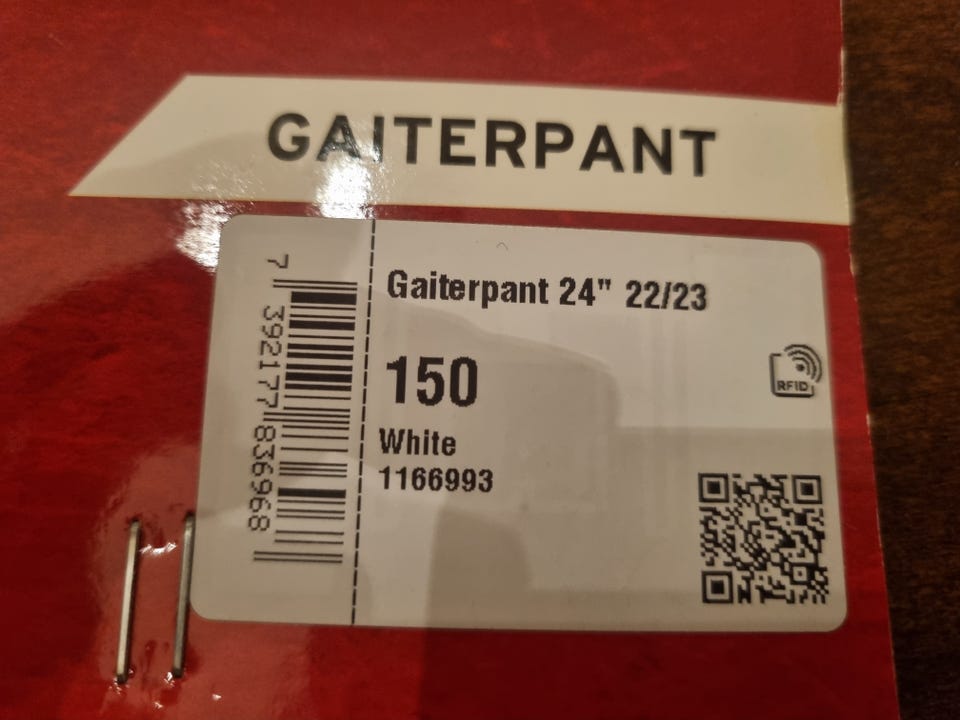 GAITERPANT
Gaiterpant 24" 22/23
150
White
1166993
RFID
7 392177 836968